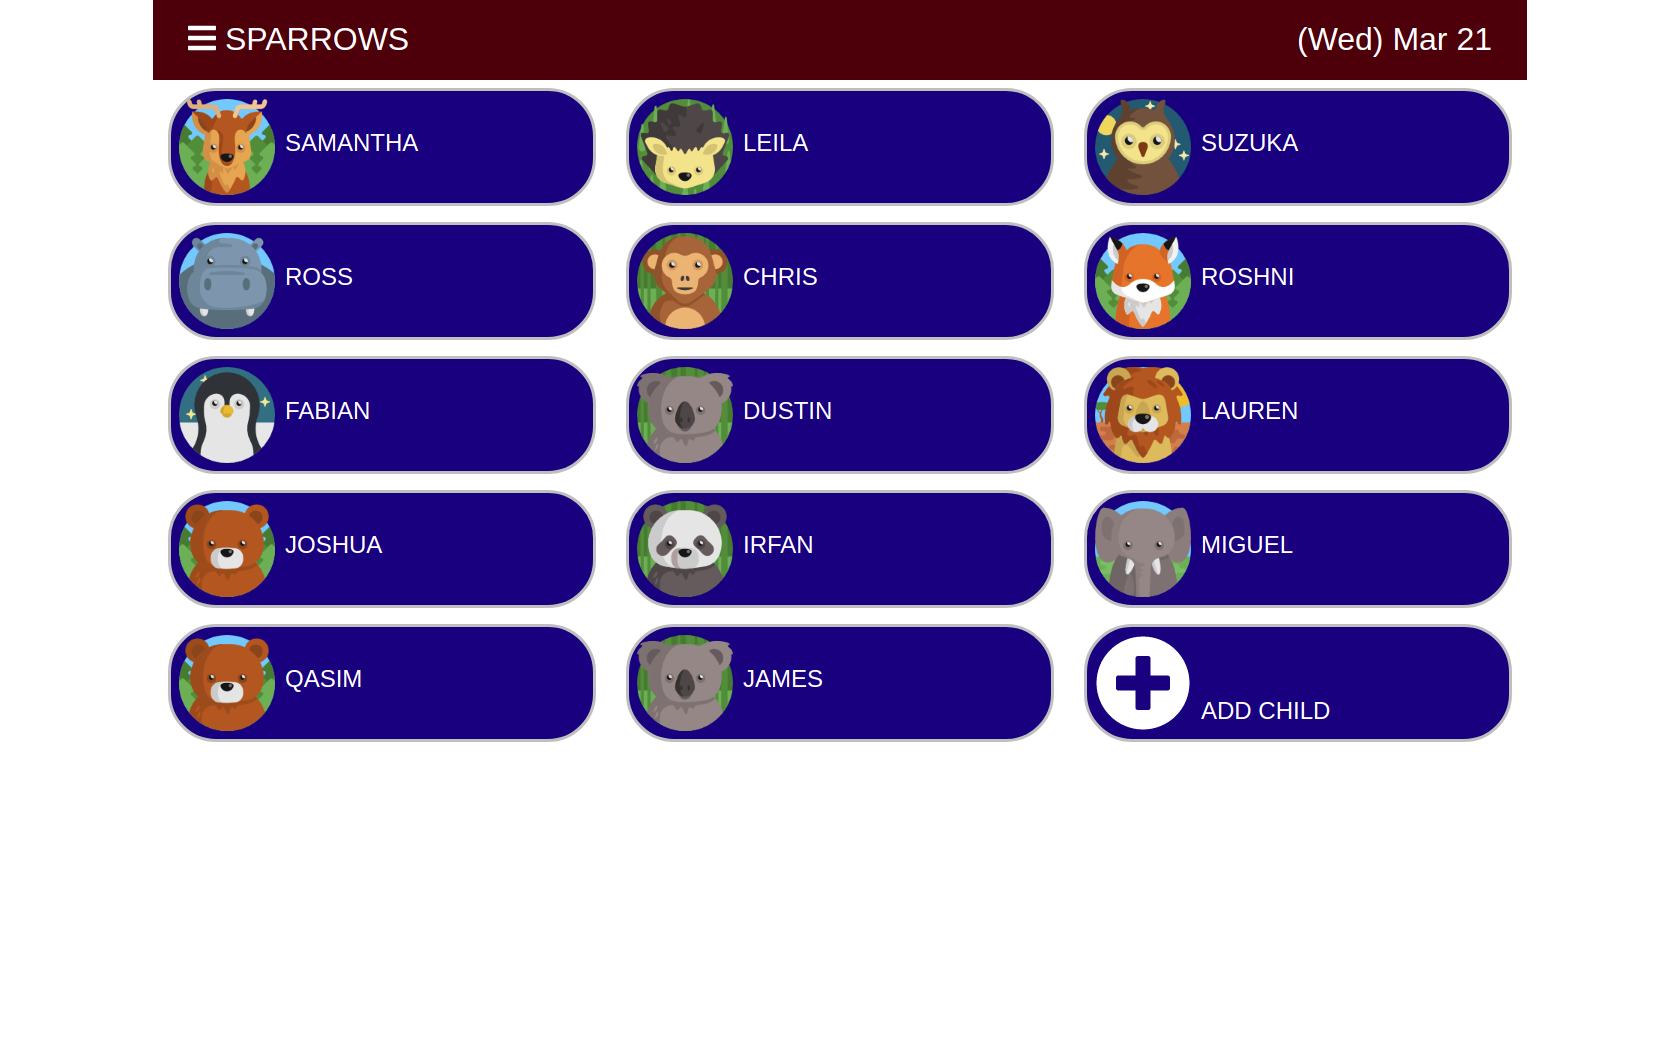 SPARROWS
(Wed) Mar 21
SAMANTHA
LEILA
SUZUKA
ROSS
CHRIS
ROSHNI
FABIAN
DUSTIN
LAUREN
JOSHUA
IRFAN
MIGUEL
QASIM
JAMES
ADD CHILD